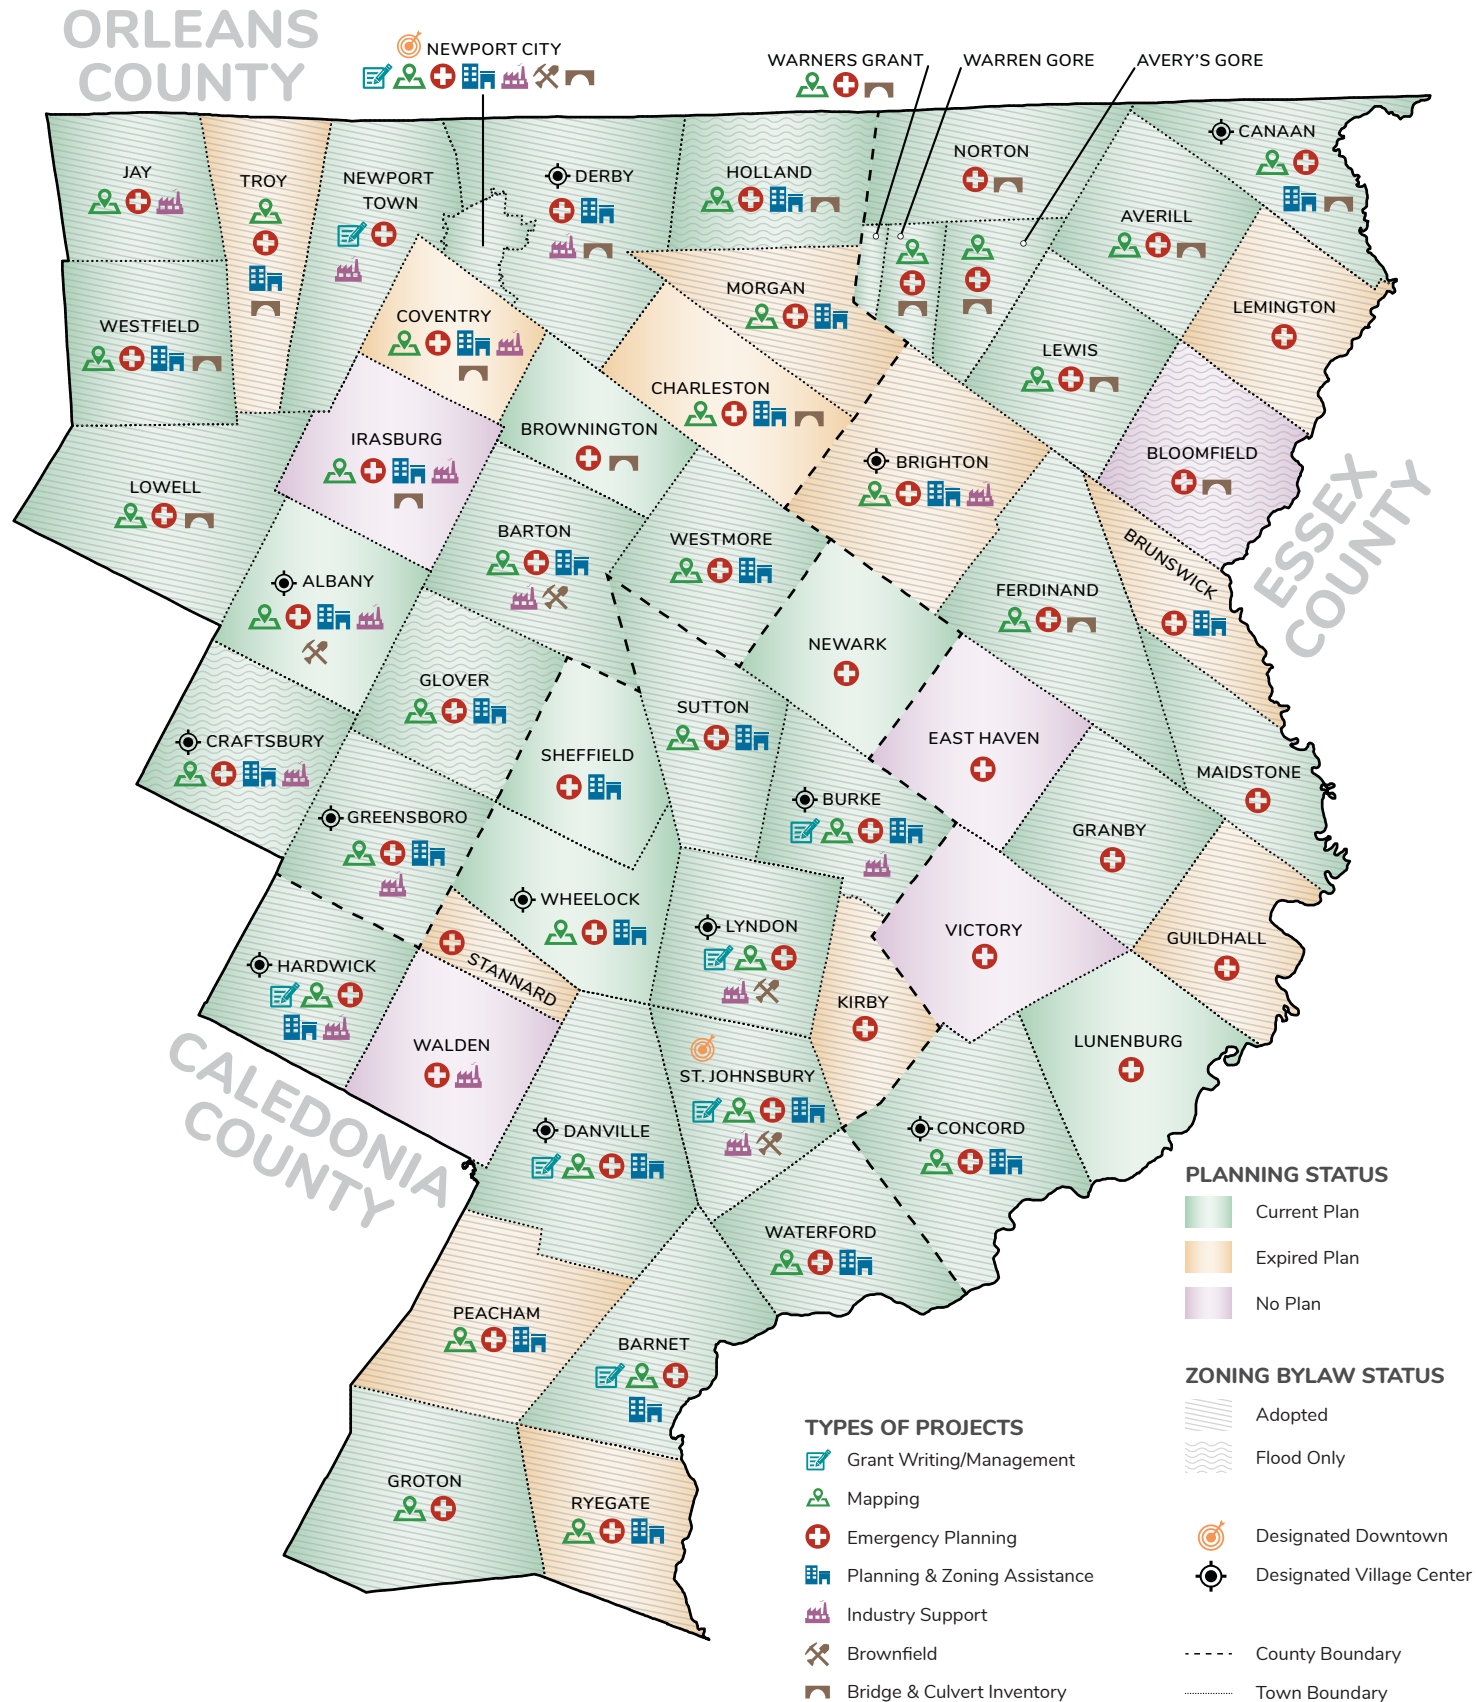 ORLEANS
COUNTY
NEWPORT CITY
WARNERS GRANT
WARREN GORE
AVERY'S GORE
CANAAN
JAY
TROY
NEWPORT
TOWN
DERBY
HOLLAND
NORTON
AVERILL
WESTFIELD
COVENTRY
MORGAN
LEMINGTON
LEWIS
CHARLESTON
BROWNINGTON
IRASBURG
BRIGHTON
BLOOMFIELD
LOWELL
ESSEX
COUNTY
BARTON
WESTMORE
BRUNSWICK
ALBANY
FERDINAND
NEWARK
GLOVER
SUTTON
CRAFTSBURY
SHEFFIELD
EAST HAVEN
MAIDSTONE
GREENSBORO
BURKE
GRANBY
WHEELOCK
LYNDON
VICTORY
GUILDHALL
HARDWICK
STANNARD
KIRBY
WALDEN
LUNENBURG
ST. JOHNSBURY
CALEDONIA
COUNTY
DANVILLE
CONCORD
WATERFORD
PEACHAM
BARNET
GROTON
RYEGATE
PLANNING STATUS
Current Plan
Expired Plan
No Plan
ZONING BYLAW STATUS
Adopted
Flood Only
Designated Downtown
Designated Village Center
County Boundary
Town Boundary
TYPES OF PROJECTS
Grant Writing/Management
Mapping
Emergency Planning
Planning & Zoning Assistance
Industry Support
Brownfield
Bridge & Culvert Inventory